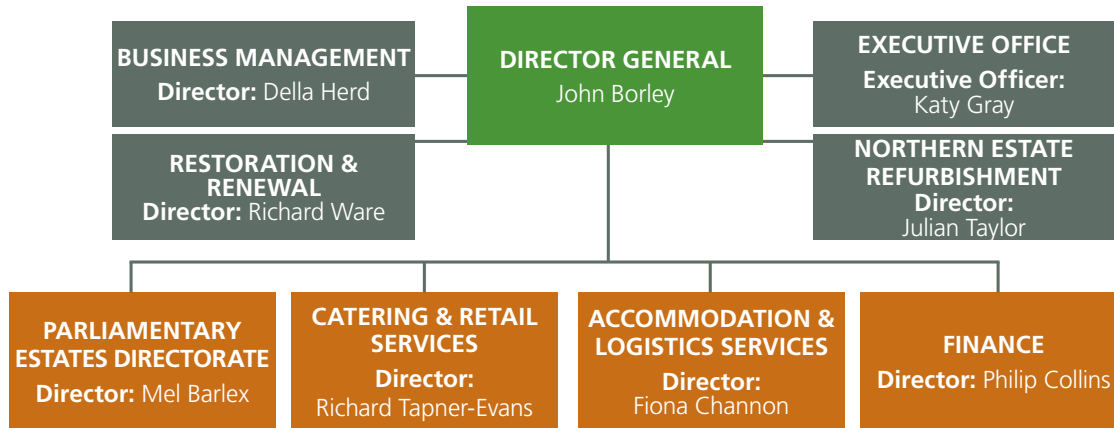 BUSINESS MANAGEMENT
Director: Della Herd
DIRECTOR GENERAL
John Borley
EXECUTIVE OFFICE
Executive Officer:
Katy Gray
RESTORATION &
RENEWAL
Director: Richard Ware
NORTHERN ESTATE
REFURBISHMENT
Director:
Julian Taylor
PARLIAMENTARY
ESTATES DIRECTORATE
Director: Mel Barlex
CATERING & RETAIL
SERVICES
Director:
Richard Tapner-Evans
ACCOMMODATION &
LOGISTICS SERVICES
Director:
Fiona Channon
FINANCE
Director: Philip Collins